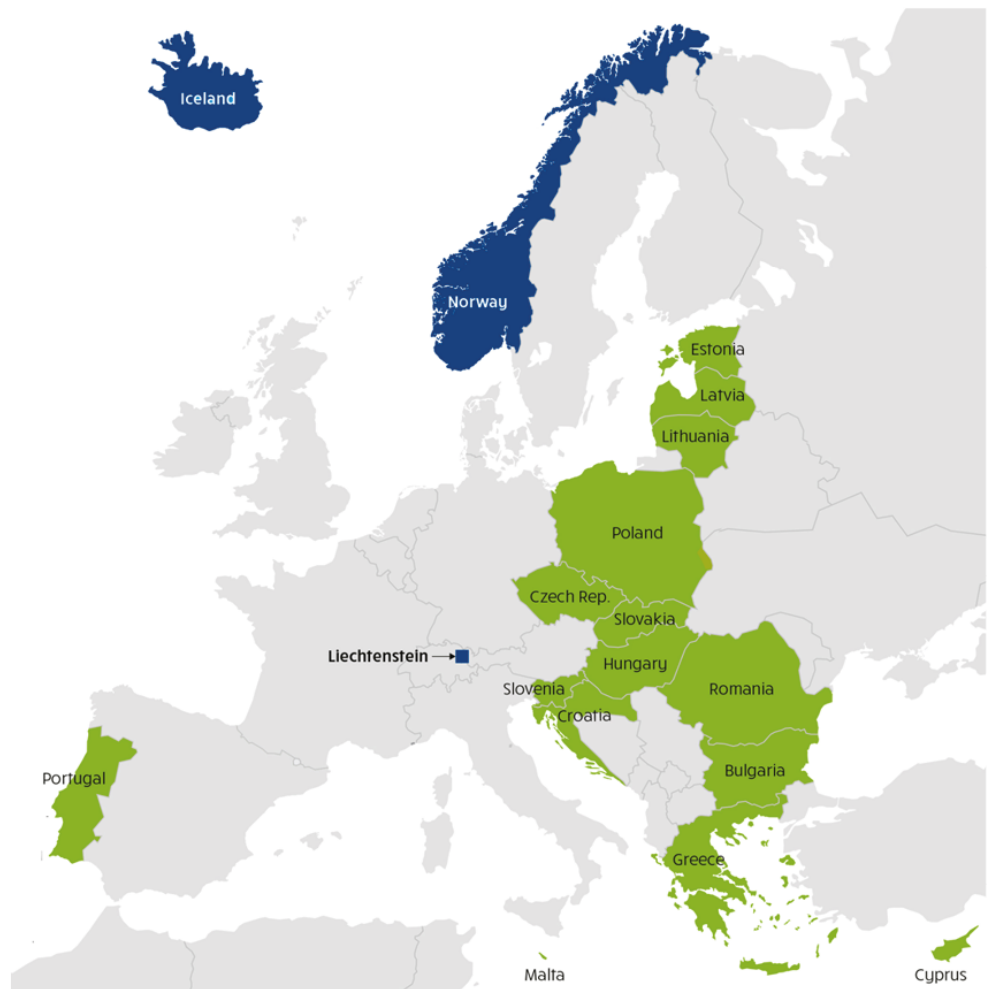 Iceland
Norway
Estonia
Latvia
Lithuania
Poland
Czech Rep.
Slovakia
Liechtenstein
Hungary
Slovenia
Romania
Croatia
Bulgaria
Portugal
Greece
Malta
Cyprus